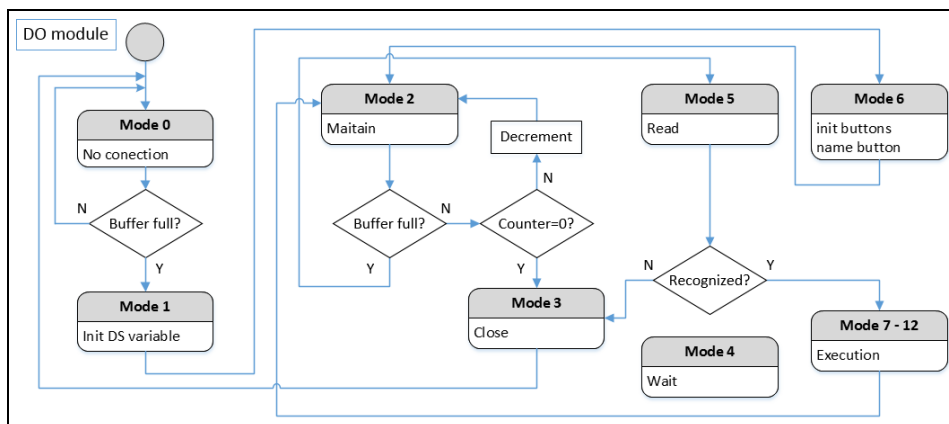 DO module
Mode 0
No conection
N
Buffer full?
Y
Mode 1
Init DS variable
Mode 2
Maitain
Decrement
N
Buffer full?
N
Counter=0?
Y
Y
Mode 3
Close
Mode 5
Read
N
Recognized?
Y
Mode 4
Wait
Mode 6
init buttons
name button
Mode 7 - 12
Execution